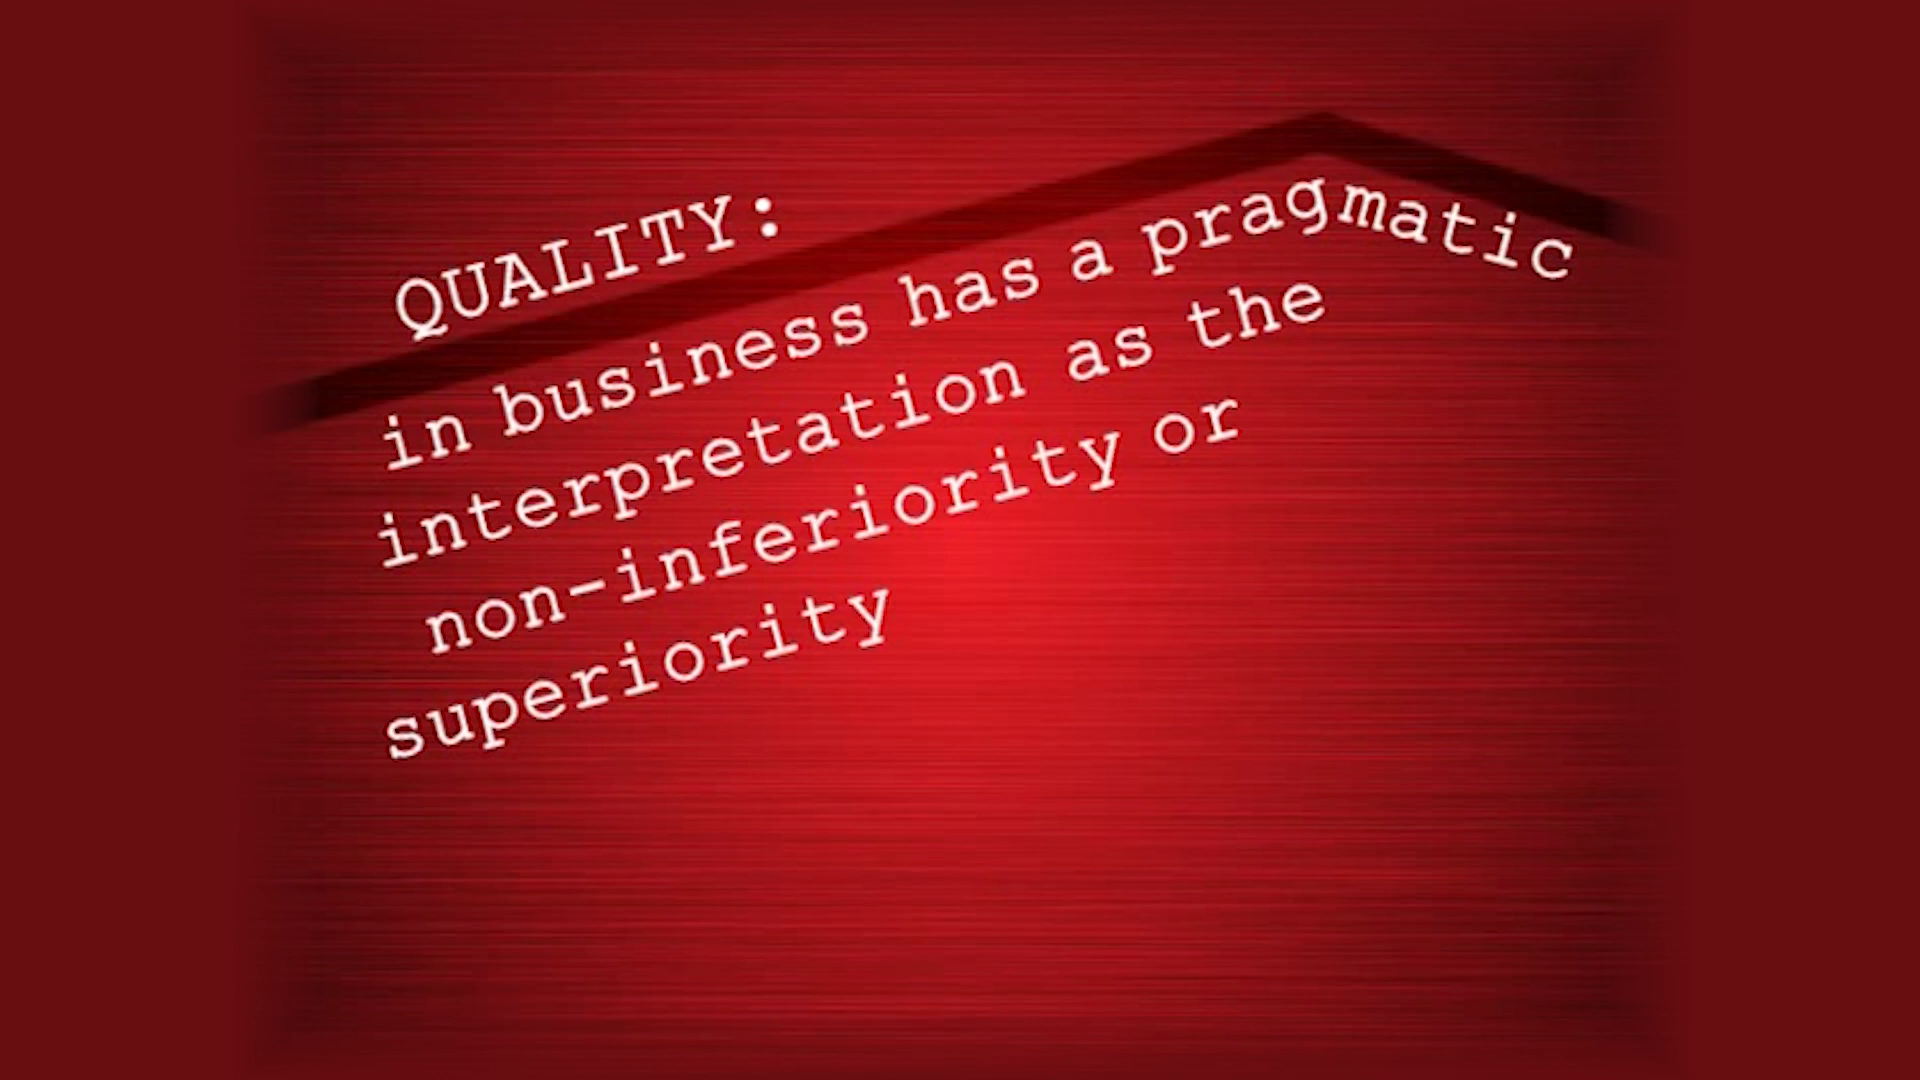 QUALITY:
in business has a pragmatic
interpretation as the
non-inferiority or
superiority